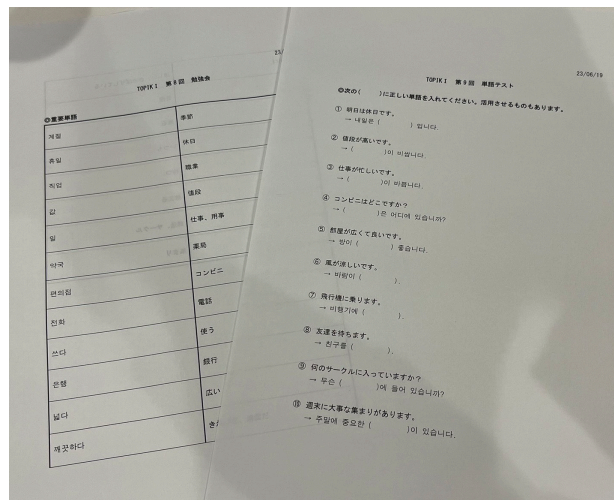 23/
TOPIK I 第8回 勉強会
◎重要単語
계절 季節
휴일 休日
직업 職業
값 値段
일 仕事、用事
약국 薬局
편의점 コンビニ
전화 電話
쓰다 使う
은행 銀行
넓다 広い
깨끗하다 き
23/06/19
TOPIK I 第9回 単語テスト
◎次の(　　)に正しい単語を入れてください。活用させるものもあります。
① 明日は休日です。
→ 내일은 (　　) 입니다.
② 値段が高いです。
→ (　　)이 비쌉니다.
③ 仕事が忙しいです。
→ (　　)이 바쁩니다.
④ コンビニはどこですか？
→ (　　)은 어디에 있습니까?
⑤ 部屋が広くて良いです。
→ 방이 (　　) 좋습니다.
⑥ 風が涼しいです。
→ 바람이 (　　).
⑦ 飛行機に乗ります。
→ 비행기에 (　　).
⑧ 友達を待ちます。
→ 친구를 (　　).
⑨ 何のサークルに入っていますか？
→ 무슨 (　　)에 들어 있습니까?
⑩ 週末に大事な集まりがあります。
→ 주말에 중요한 (　　)이 있습니다.